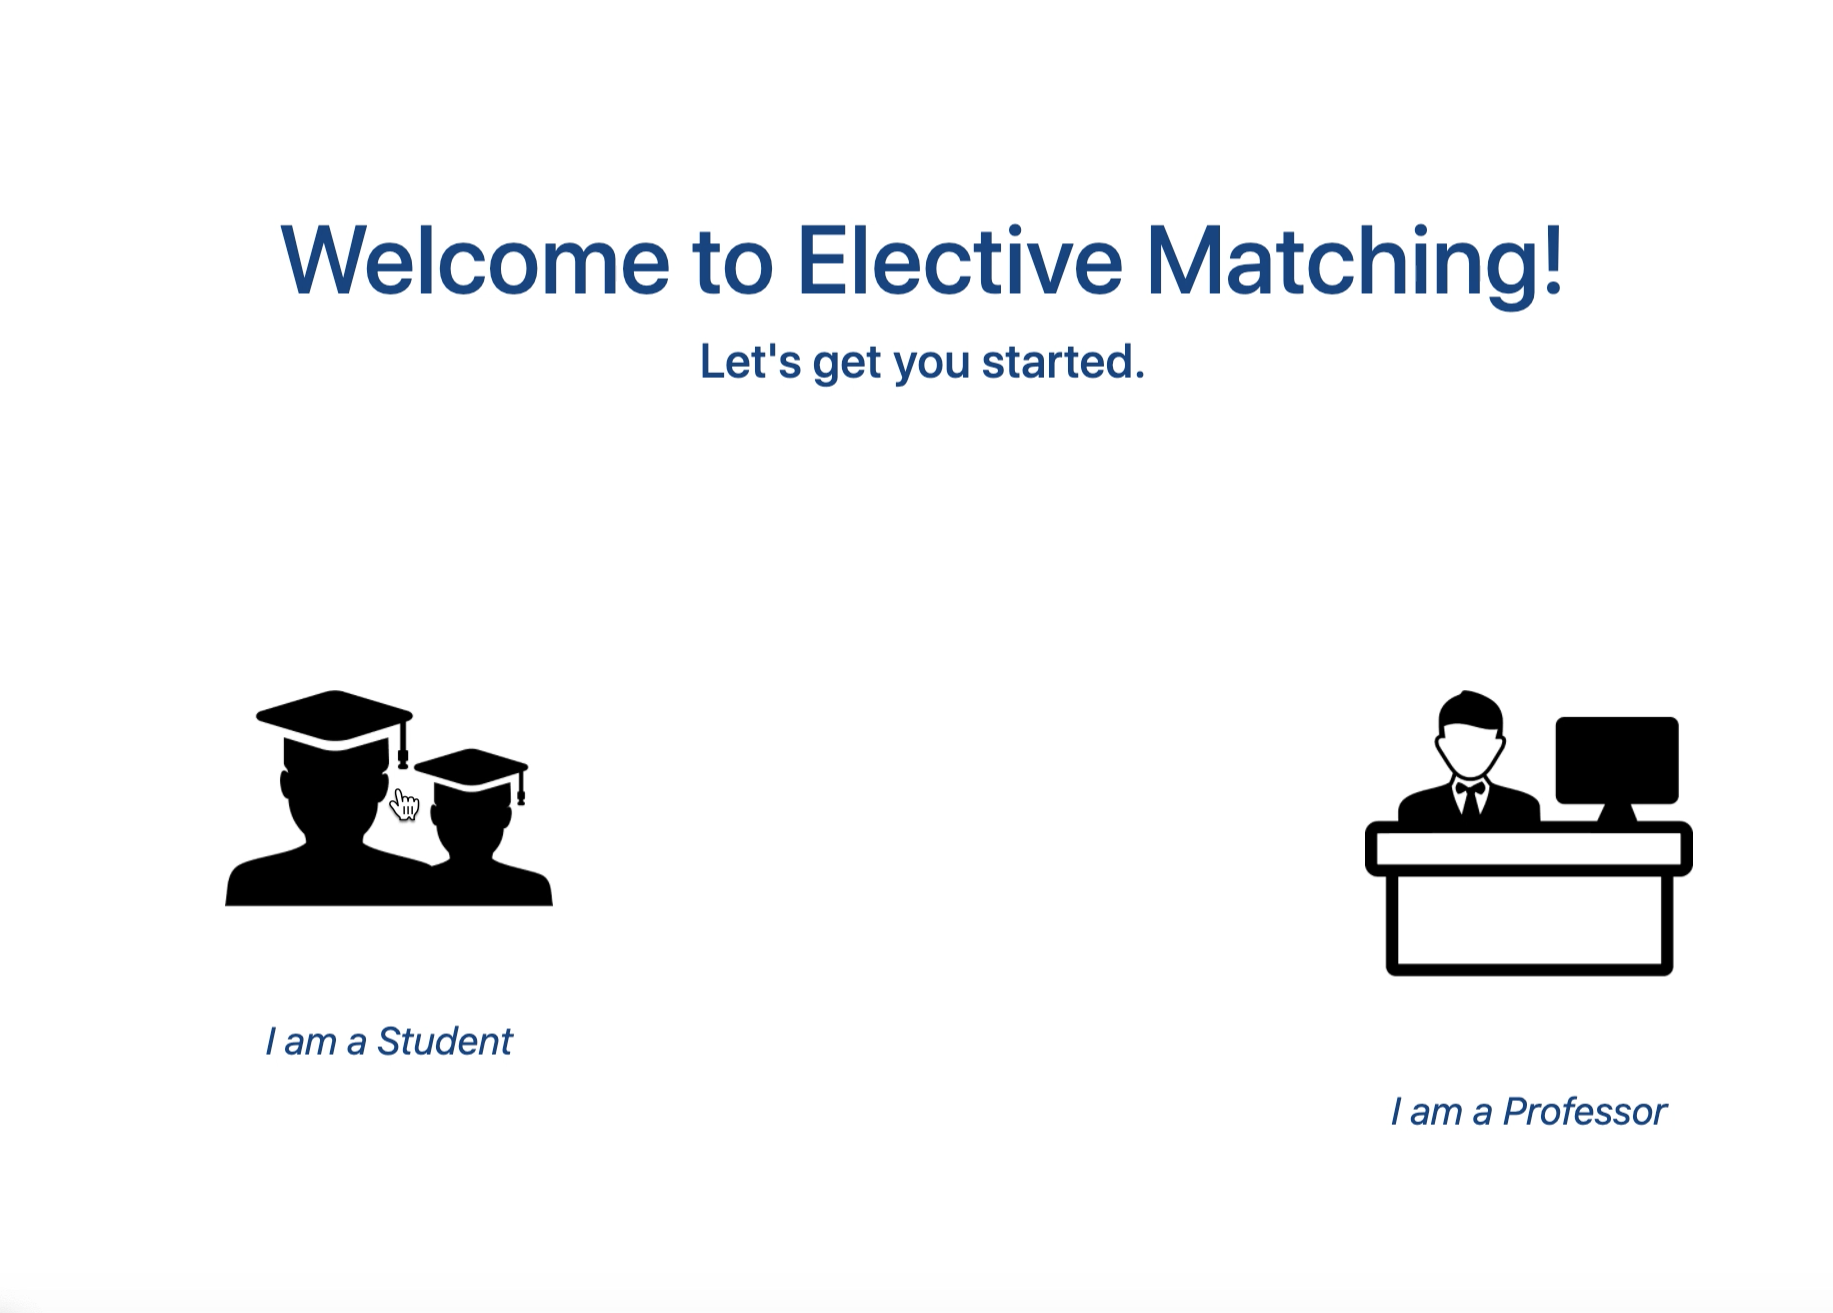 Welcome to Elective Matching!
Let's get you started.
I am a Student
I am a Professor